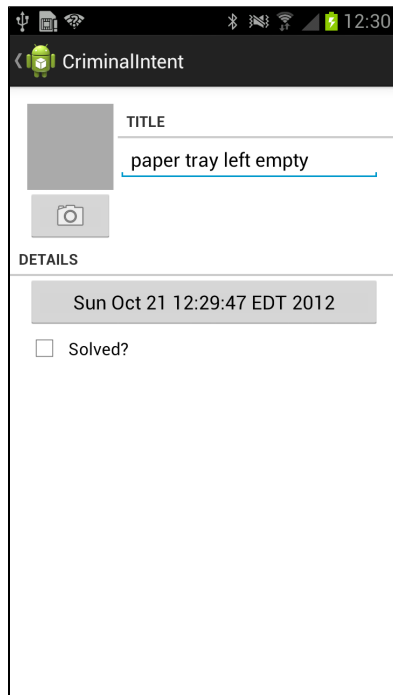 12:30
CriminalIntent
TITLE
paper tray left empty
DETAILS
Sun Oct 21 12:29:47 EDT 2012
Solved?